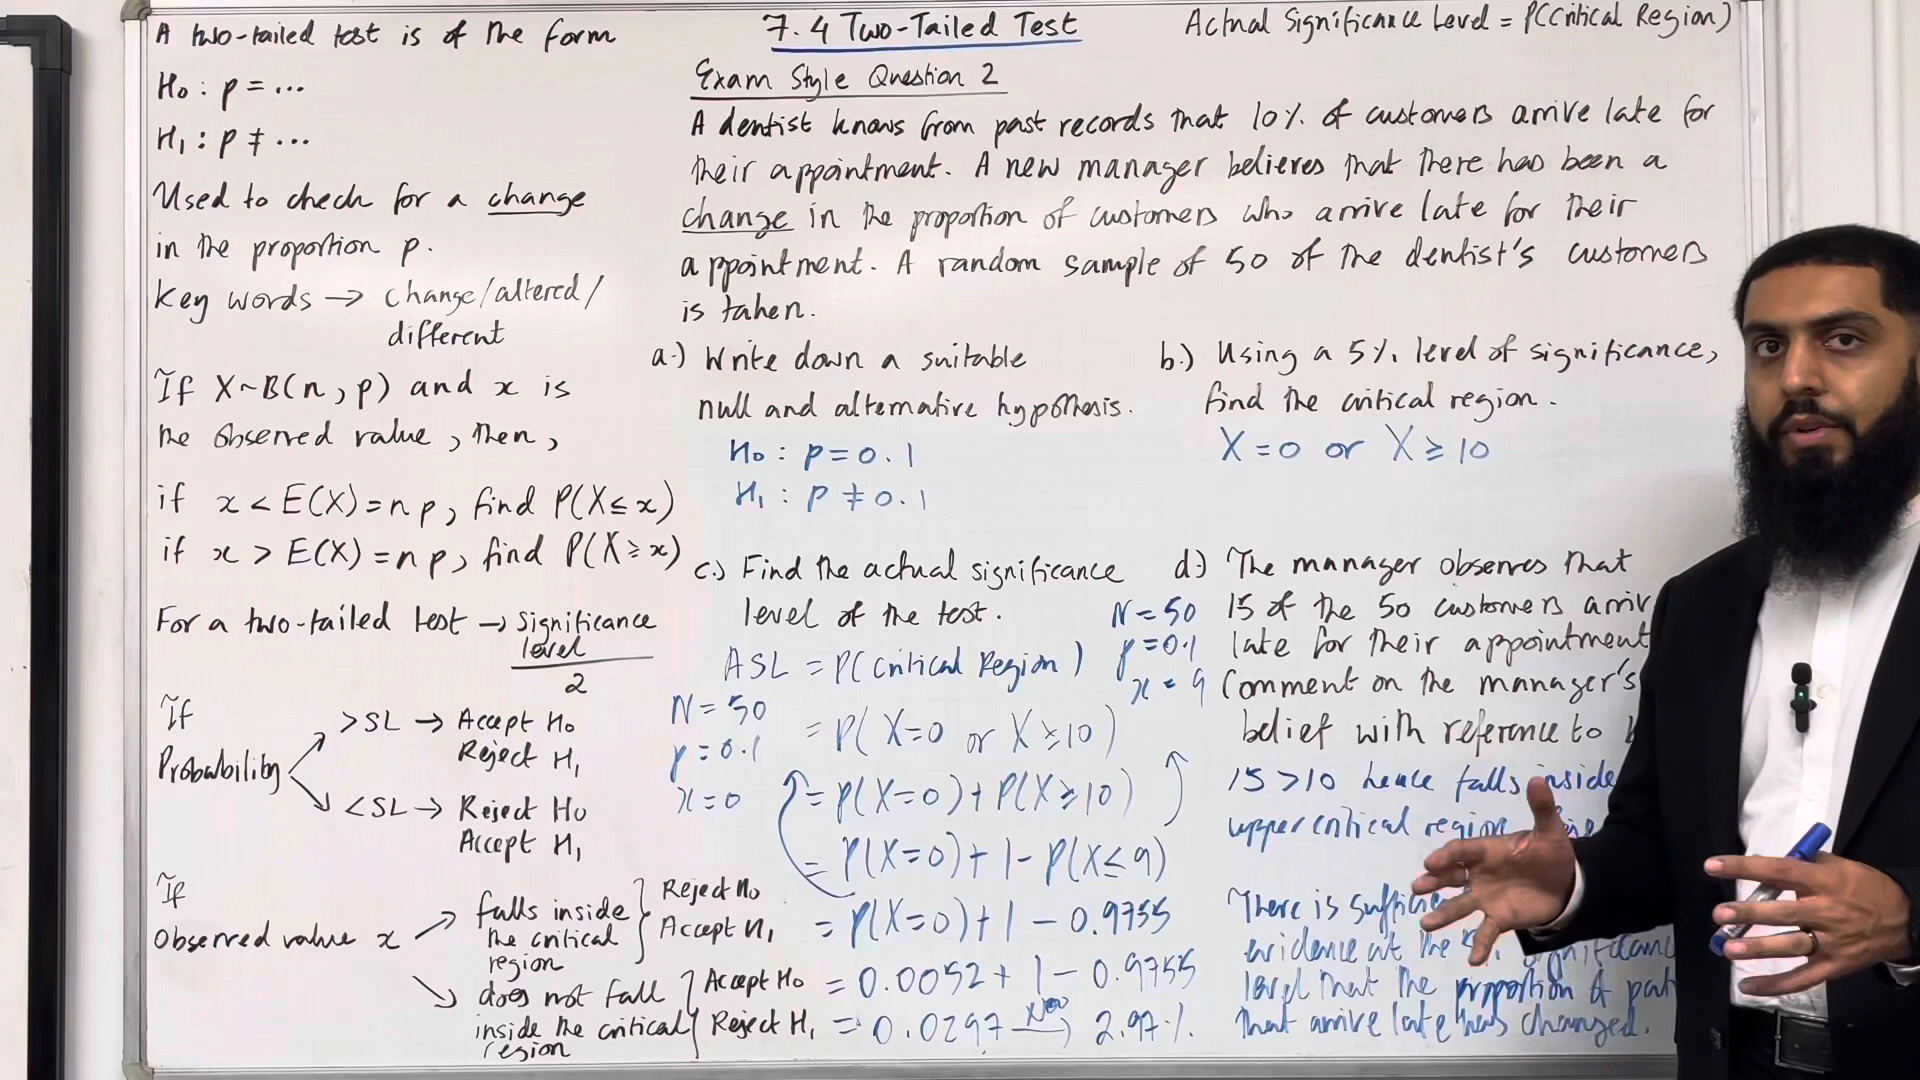 7.4 Two-Tailed Test
Actual Significance Level = P(Critical Region)
A two-tailed test is of the form
H₀ : p = ...
H₁ : p ≠ ...
Used to check for a change
in the proportion p.
Key words → change/altered/
different
If X~B(n, p) and x is
the observed value, then,
if x < E(X) = np, find P(X ≤ x)
if x > E(X) = np, find P(X ≥ x)
For a two-tailed test → significance
level
2
If
Probability
> SL → Accept H₀
Reject H₁
< SL → Reject H₀
Accept H₁
If
Observed value x
falls inside
the critical
region
Reject H₀
Accept H₁
does not fall
inside the critical
region
Accept H₀
Reject H₁
Exam Style Question 2
A dentist knows from past records that 10% of customers arrive late for
their appointment. A new manager believes that there has been a
change in the proportion of customers who arrive late for their
appointment. A random sample of 50 of the dentist's customers
is taken.
a.) Write down a suitable
null and alternative hypothesis.
H₀ : p = 0.1
H₁ : p ≠ 0.1
b.) Using a 5% level of significance,
find the critical region.
X = 0 or X ≥ 10
c.) Find the actual significance
level of the test.
ASL = P(Critical Region)
N = 50
p = 0.1
x = 0
= P(X=0 or X ≥ 10)
= P(X=0) + P(X ≥ 10)
= P(X=0) + 1 - P(X ≤ 9)
= P(X=0) + 1 - 0.9755
= 0.0052 + 1 - 0.9755
= 0.0297 → 2.97%
N = 50
p = 0.1
x = 9
d.) The manager observes that
15 of the 50 customers arriv
late for their appointment
Comment on the manager's
belief with reference to
15 > 10 hence falls inside
upper critical region
There is suffici
evidence at the significanc
level that the proportion of pat
that arrive late has changed.